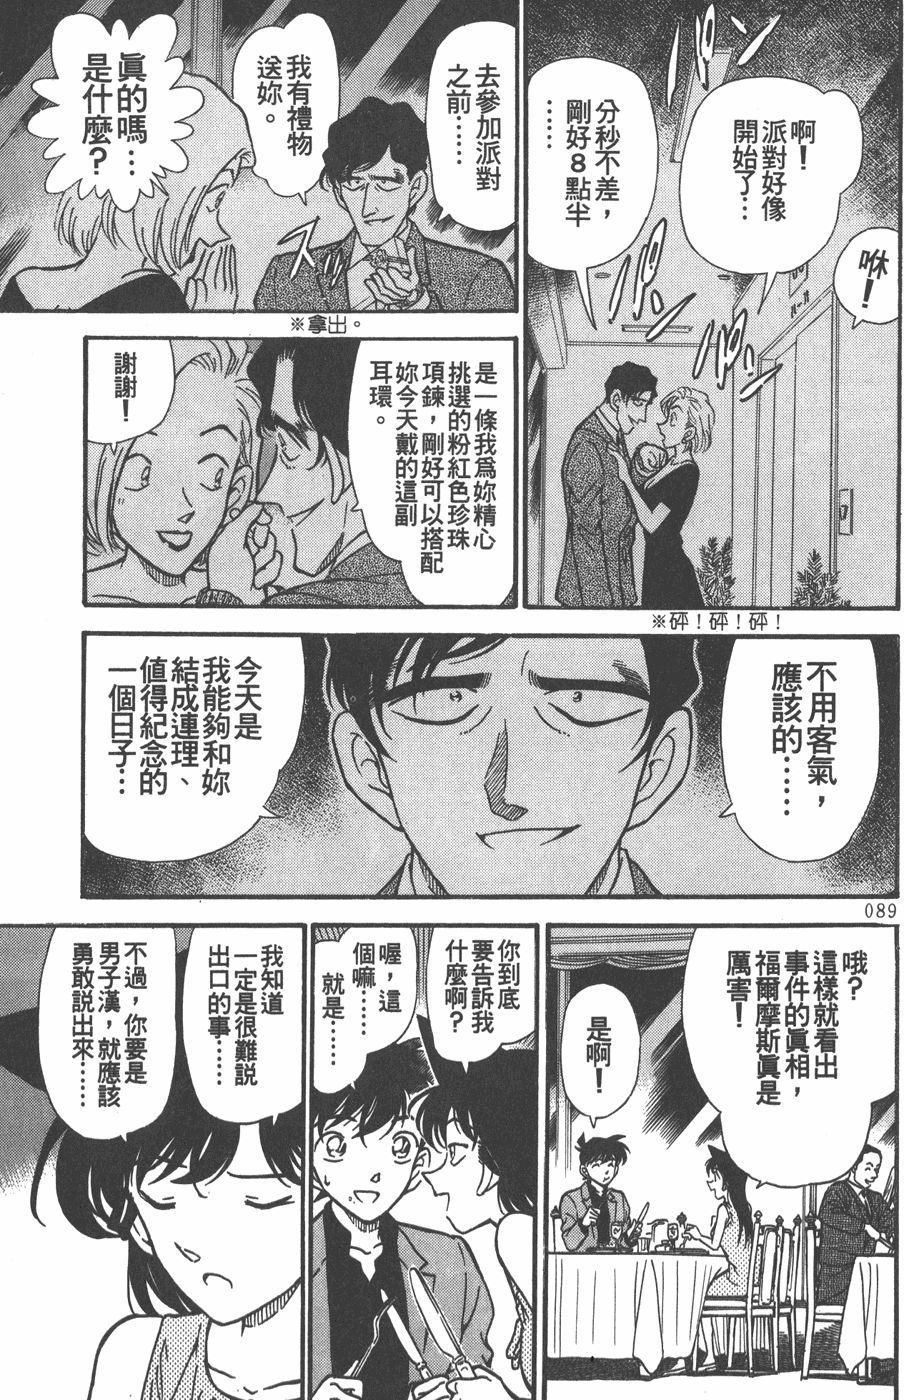 咻！
啊！
派對好像
開始了…
分秒不差，
剛好8點半
……
※砰！砰！砰！
去參加派對
之前……
我有禮物
送妳。
真的嗎…
是什麼？
※拿出。
是一條我為妳精心
挑選的粉紅色珍珠
項鍊，剛好可以搭配
妳今天戴的這副
耳環。
謝謝！
不用客氣，
應該的……
今天是
我能夠和妳
結成連理、
值得紀念的
一個日子…
089
哦？
這樣就看出
事件的真相，
福爾摩斯真是
厲害！
是啊！
你到底
要告訴我
什麼啊？
喔，這
個嘛……
就是……
我知道
一定是很難說
出口的事……
不過，你要是
男子漢，就應該
勇敢說出來……